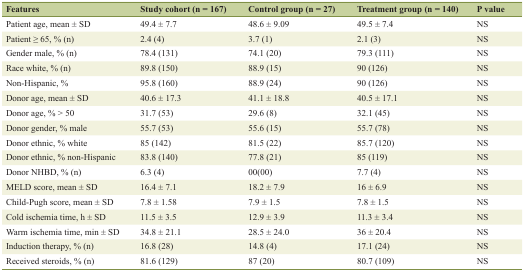 Features Study cohort (n = 167) Control group (n = 27) Treatment group (n = 140) P value
Patient age, mean ± SD 49.4 ± 7.7 48.6 ± 9.09 49.5 ± 7.4 NS
Patient ≥ 65, % (n) 2.4 (4) 3.7 (1) 2.1 (3) NS
Gender male, % (n) 78.4 (131) 74.1 (20) 79.3 (111) NS
Race white, % (n) 89.8 (150) 88.9 (15) 90 (126) NS
Non-Hispanic, % 95.8 (160) 88.9 (24) 90 (126) NS
Donor age, mean ± SD 40.6 ± 17.3 41.1 ± 18.8 40.5 ± 17.1 NS
Donor age, % > 50 31.7 (53) 29.6 (8) 32.1 (45) NS
Donor gender, % male 55.7 (53) 55.6 (15) 55.7 (78) NS
Donor ethnic, % white 85 (142) 81.5 (22) 85.7 (120) NS
Donor ethnic, % non-Hispanic 83.8 (140) 77.8 (21) 85 (119) NS
Donor NHBD, % (n) 6.3 (4) 00(00) 7.7 (4) NS
MELD score, mean ± SD 16.4 ± 7.1 18.2 ± 7.9 16 ± 6.9 NS
Child-Pugh score, mean ± SD 7.8 ± 1.58 7.9 ± 1.5 7.8 ± 1.5 NS
Cold ischemia time, h ± SD 11.5 ± 3.5 12.9 ± 3.9 11.3 ± 3.4 NS
Warm ischemia time, min ± SD 34.8 ± 21.1 28.5 ± 24.0 36 ± 20.4 NS
Induction therapy, % (n) 16.8 (28) 14.8 (4) 17.1 (24) NS
Received steroids, % (n) 81.6 (129) 87 (20) 80.7 (109) NS